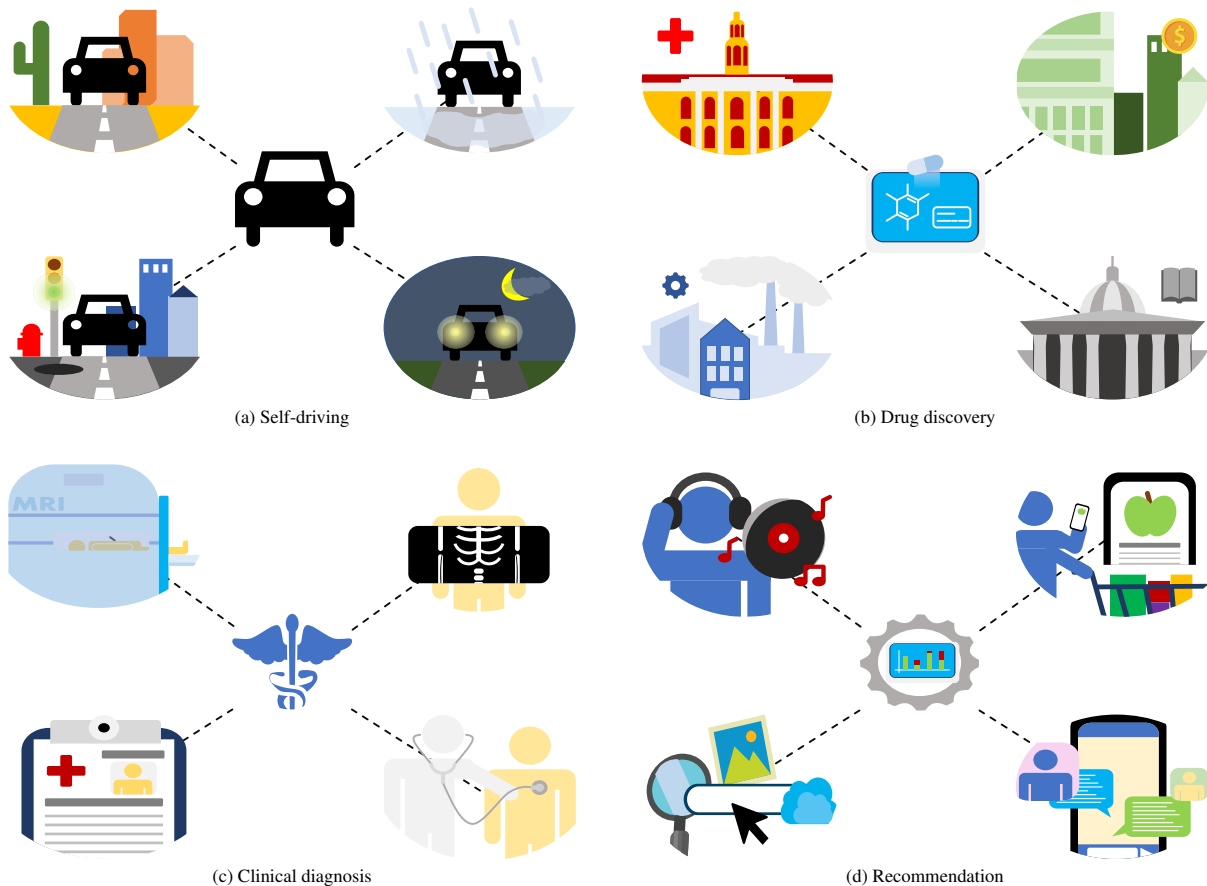 $
(a) Self-driving
(b) Drug discovery
MRI
(c) Clinical diagnosis
(d) Recommendation